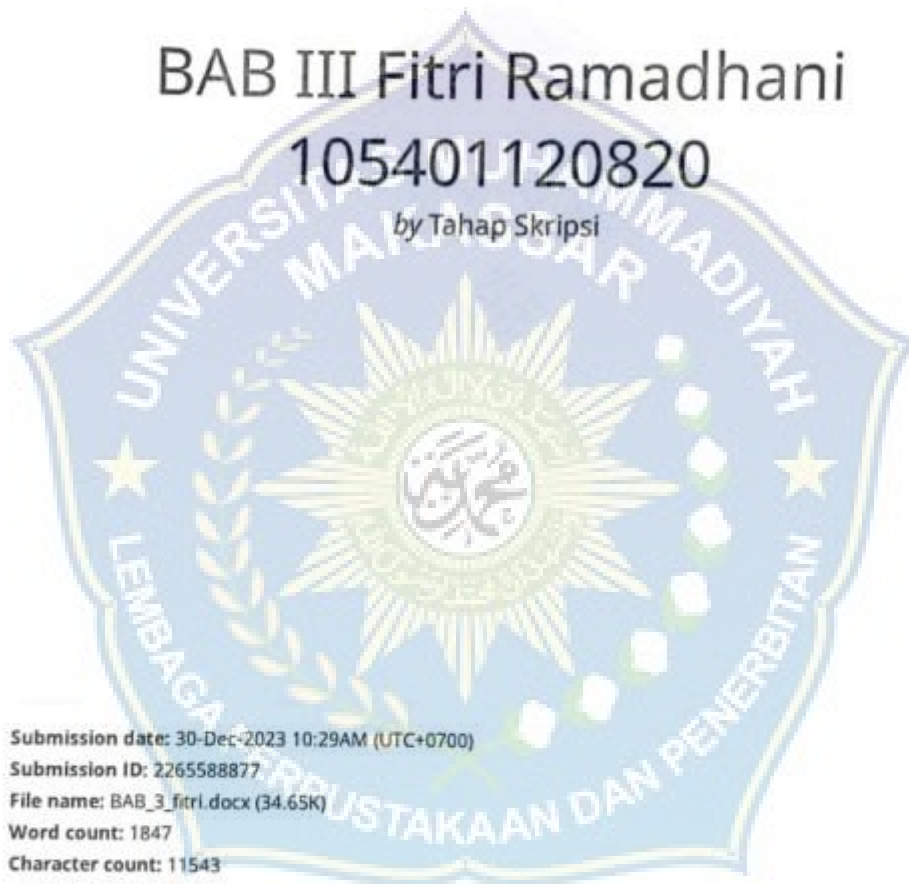 BAB III Fitri Ramadhani
105401120820
by Tahap Skripsi
UNIVERSITAS MUHAMMADIYAH
MAKASSAR
محمدية
LEMBAGA PERPUSTAKAAN DAN PENERBITAN
Submission date: 30-Dec-2023 10:29AM (UTC+0700)
Submission ID: 2265588877
File name: BAB_3_fitri.docx (34.65K)
Word count: 1847
Character count: 11543